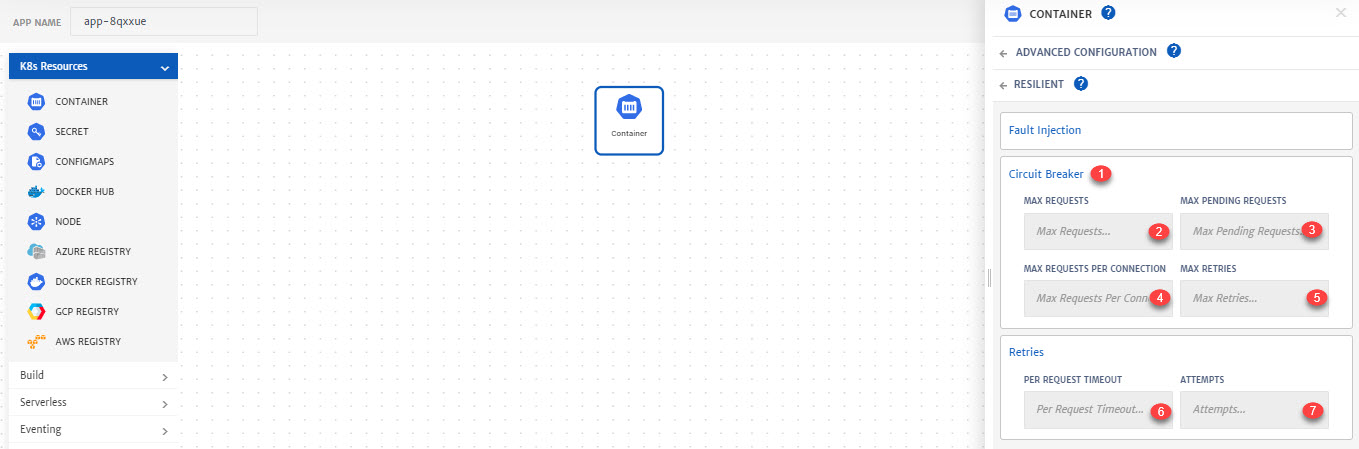 APP NAME
app-8qxxue
K8s Resources
CONTAINER
SECRET
CONFIGMAPS
DOCKER HUB
NODE
AZURE REGISTRY
DOCKER REGISTRY
GCP REGISTRY
AWS REGISTRY
Build
Serverless
Eventing
Container
CONTAINER ?
ADVANCED CONFIGURATION ?
RESILIENT ?
Fault Injection
Circuit Breaker 1
MAX REQUESTS MAX PENDING REQUESTS
Max Requests... 2 Max Pending Requests. 3
MAX REQUESTS PER CONNECTION MAX RETRIES
Max Requests Per Conn 4 Max Retries... 5
Retries
PER REQUEST TIMEOUT ATTEMPTS
Per Request Timeout... 6 Attempts... 7